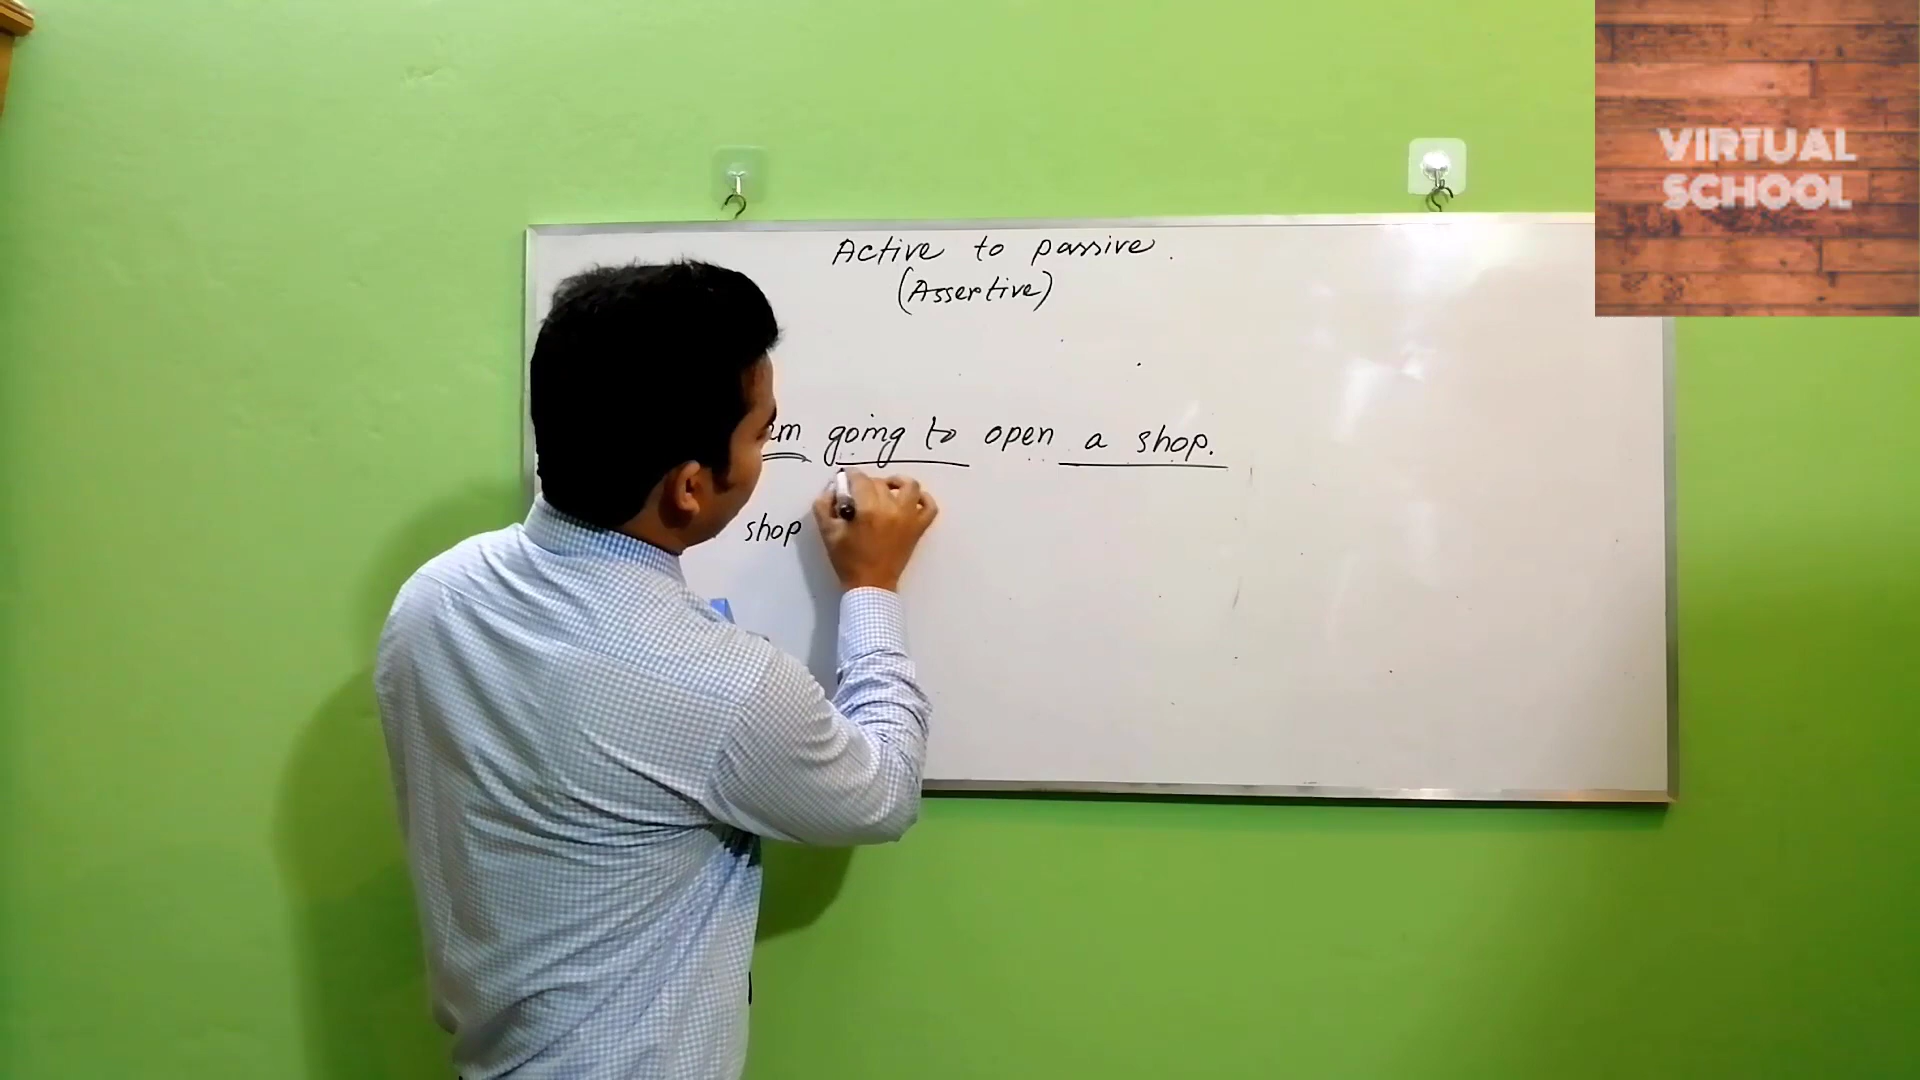 Active to passive.
(Assertive)
am going to open a shop.
shop
VIRTUAL
SCHOOL